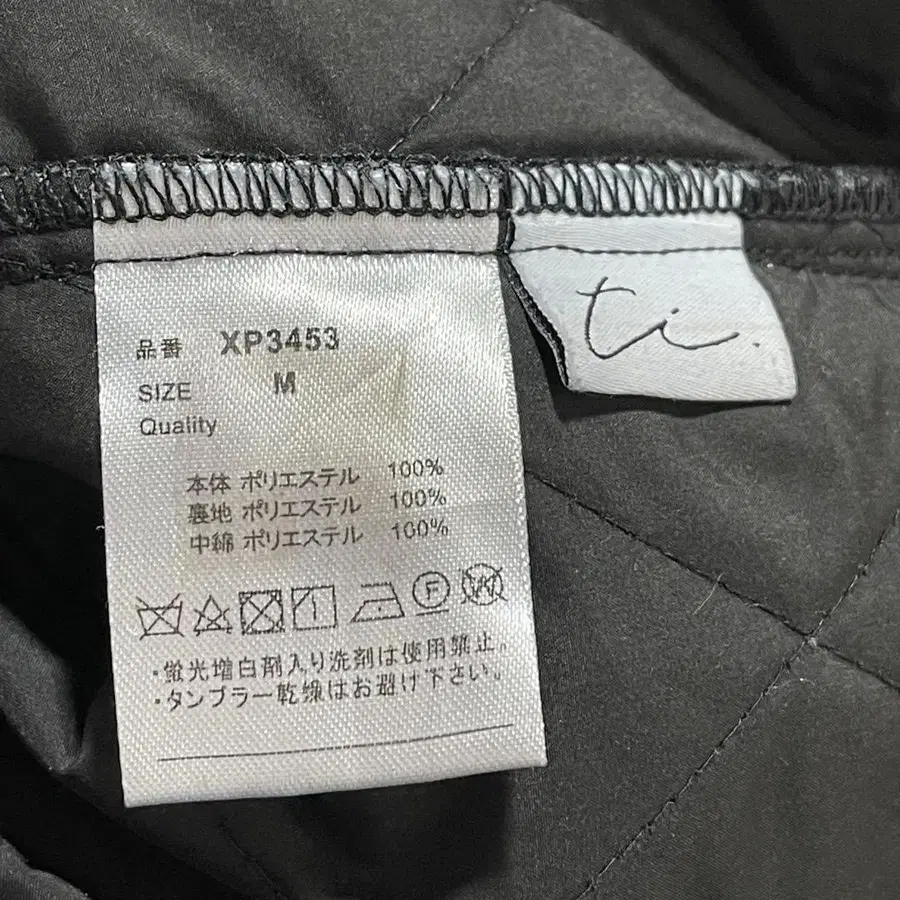 品番 XP3453
SIZE M
Quality
本体 ポリエステル 100%
裏地 ポリエステル 100%
中綿 ポリエステル 100%
F W
・蛍光増白剤入り洗剤は使用禁止。
・タンブラー乾燥はお避け下さい。
ti.